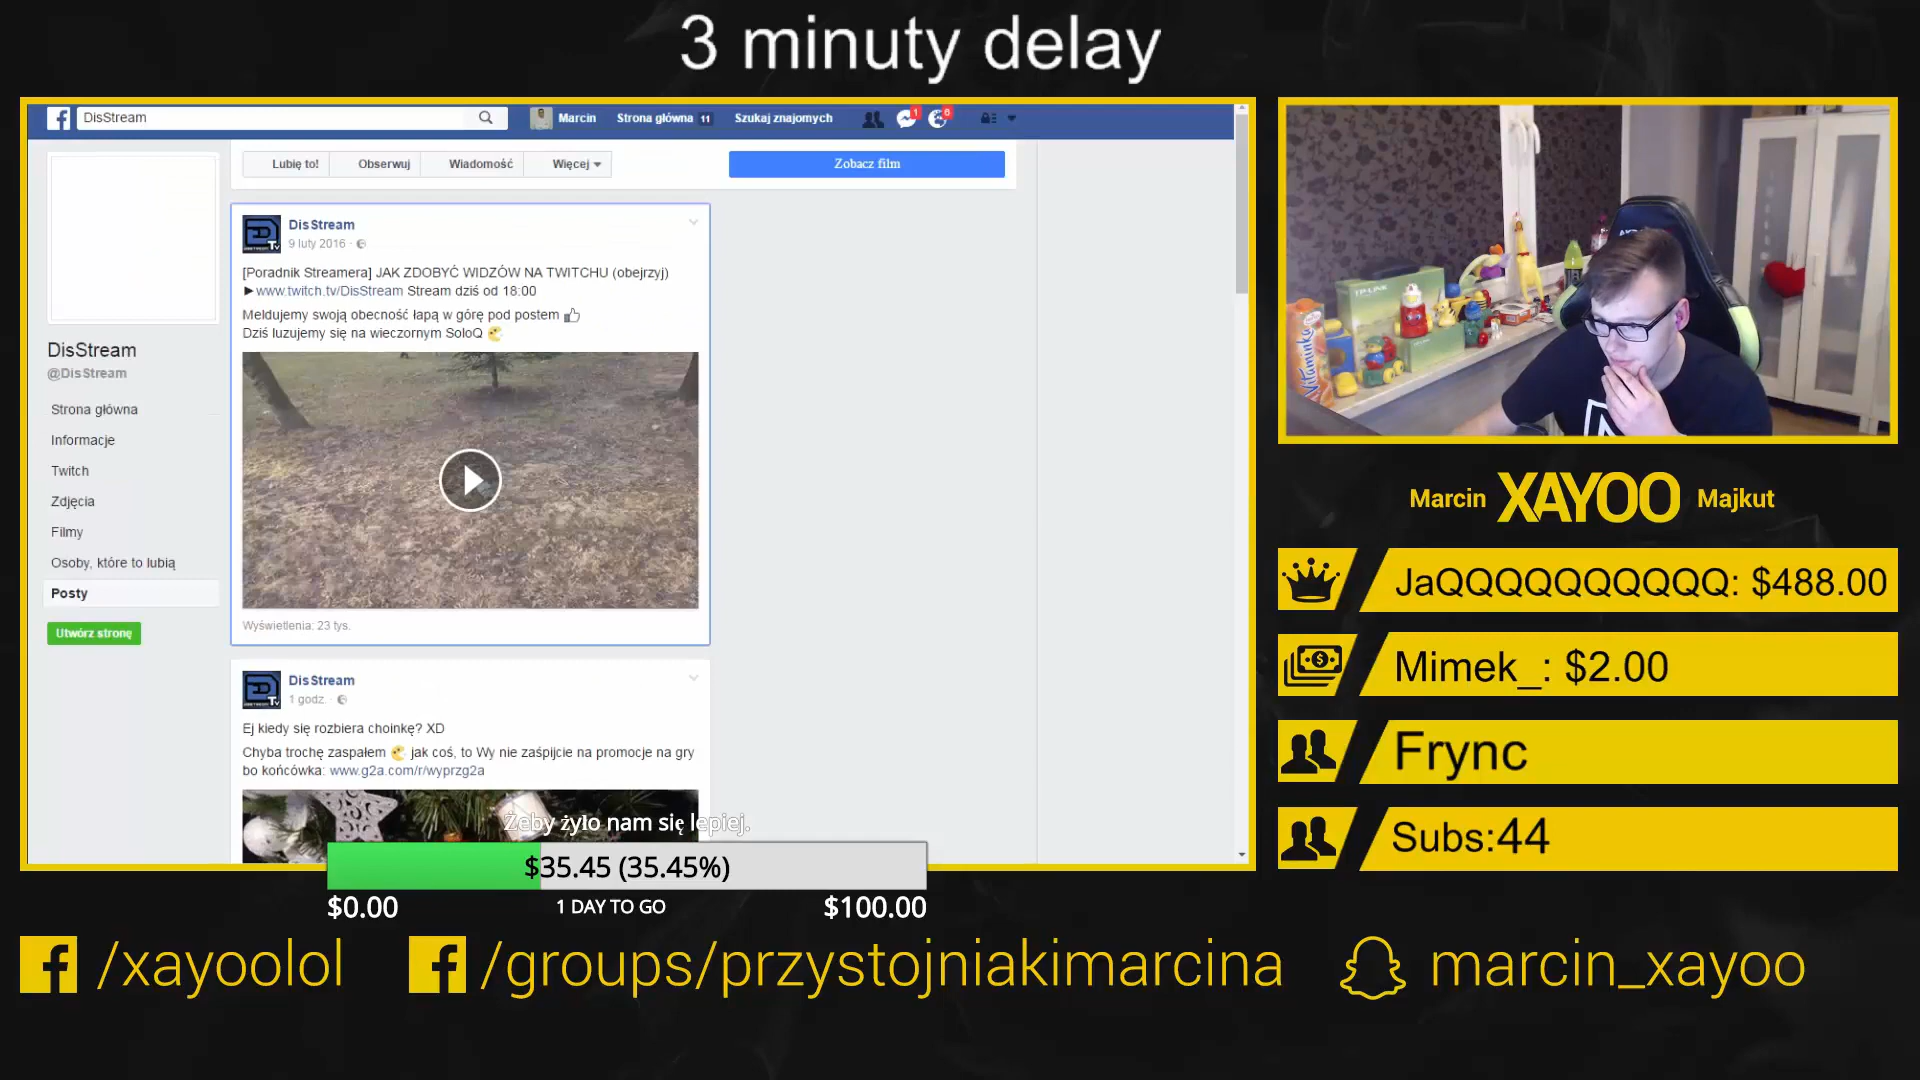 3 minuty delay
DisStream
Marcin
Strona główna 11
Szukaj znajomych
1
6
Lubię to!
Obserwuj
Wiadomość
Więcej
Zobacz film
DisStream
@DisStream
Strona główna
Informacje
Twitch
Zdjęcia
Filmy
Osoby, które to lubią
Posty
Utwórz stronę
DisStream
9 luty 2016 ·
[Poradnik Streamera] JAK ZDOBYĆ WIDZÓW NA TWITCHU (obejrzyj)
►www.twitch.tv/DisStream Stream dziś od 18:00
Meldujemy swoją obecność łapą w górę pod postem
Dziś luzujemy się na wieczornym SoloQ
Wyświetlenia: 23 tys.
DisStream
1 godz. ·
Ej kiedy się rozbiera choinkę? XD
Chyba trochę zaspałem jak coś, to Wy nie zaśpijcie na promocje na gry
bo końcówka: www.g2a.com/r/wyprzg2a
Żeby żyło nam się lepiej.
$35.45 (35.45%)
$0.00
1 DAY TO GO
$100.00
TP-LINK
Vitaminki
Marcin XAYOO Majkut
JaQQQQQQQQQQ: $488.00
Mimek_: $2.00
Frync
Subs:44
/xayoolol
/groups/przystojniakimarcina
marcin_xayoo